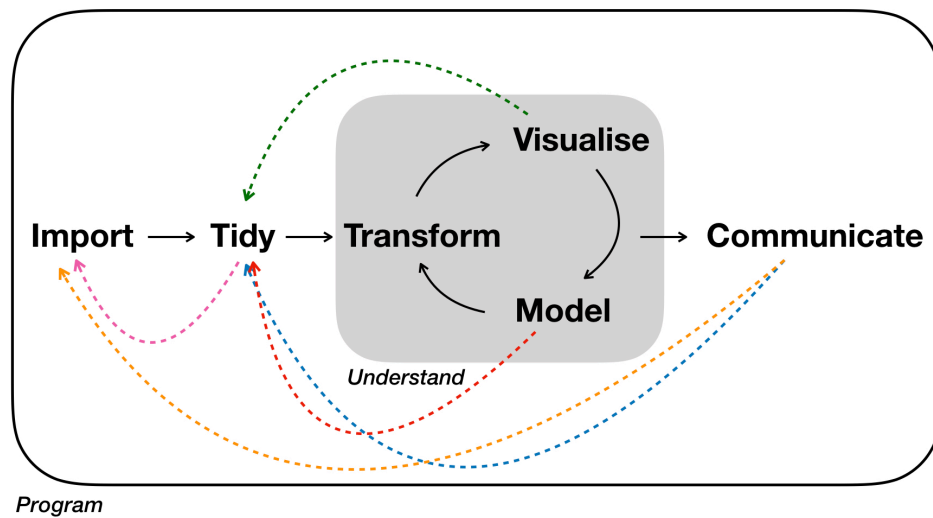 Visualise
Import
Tidy
Transform
Communicate
Model
Understand
Program